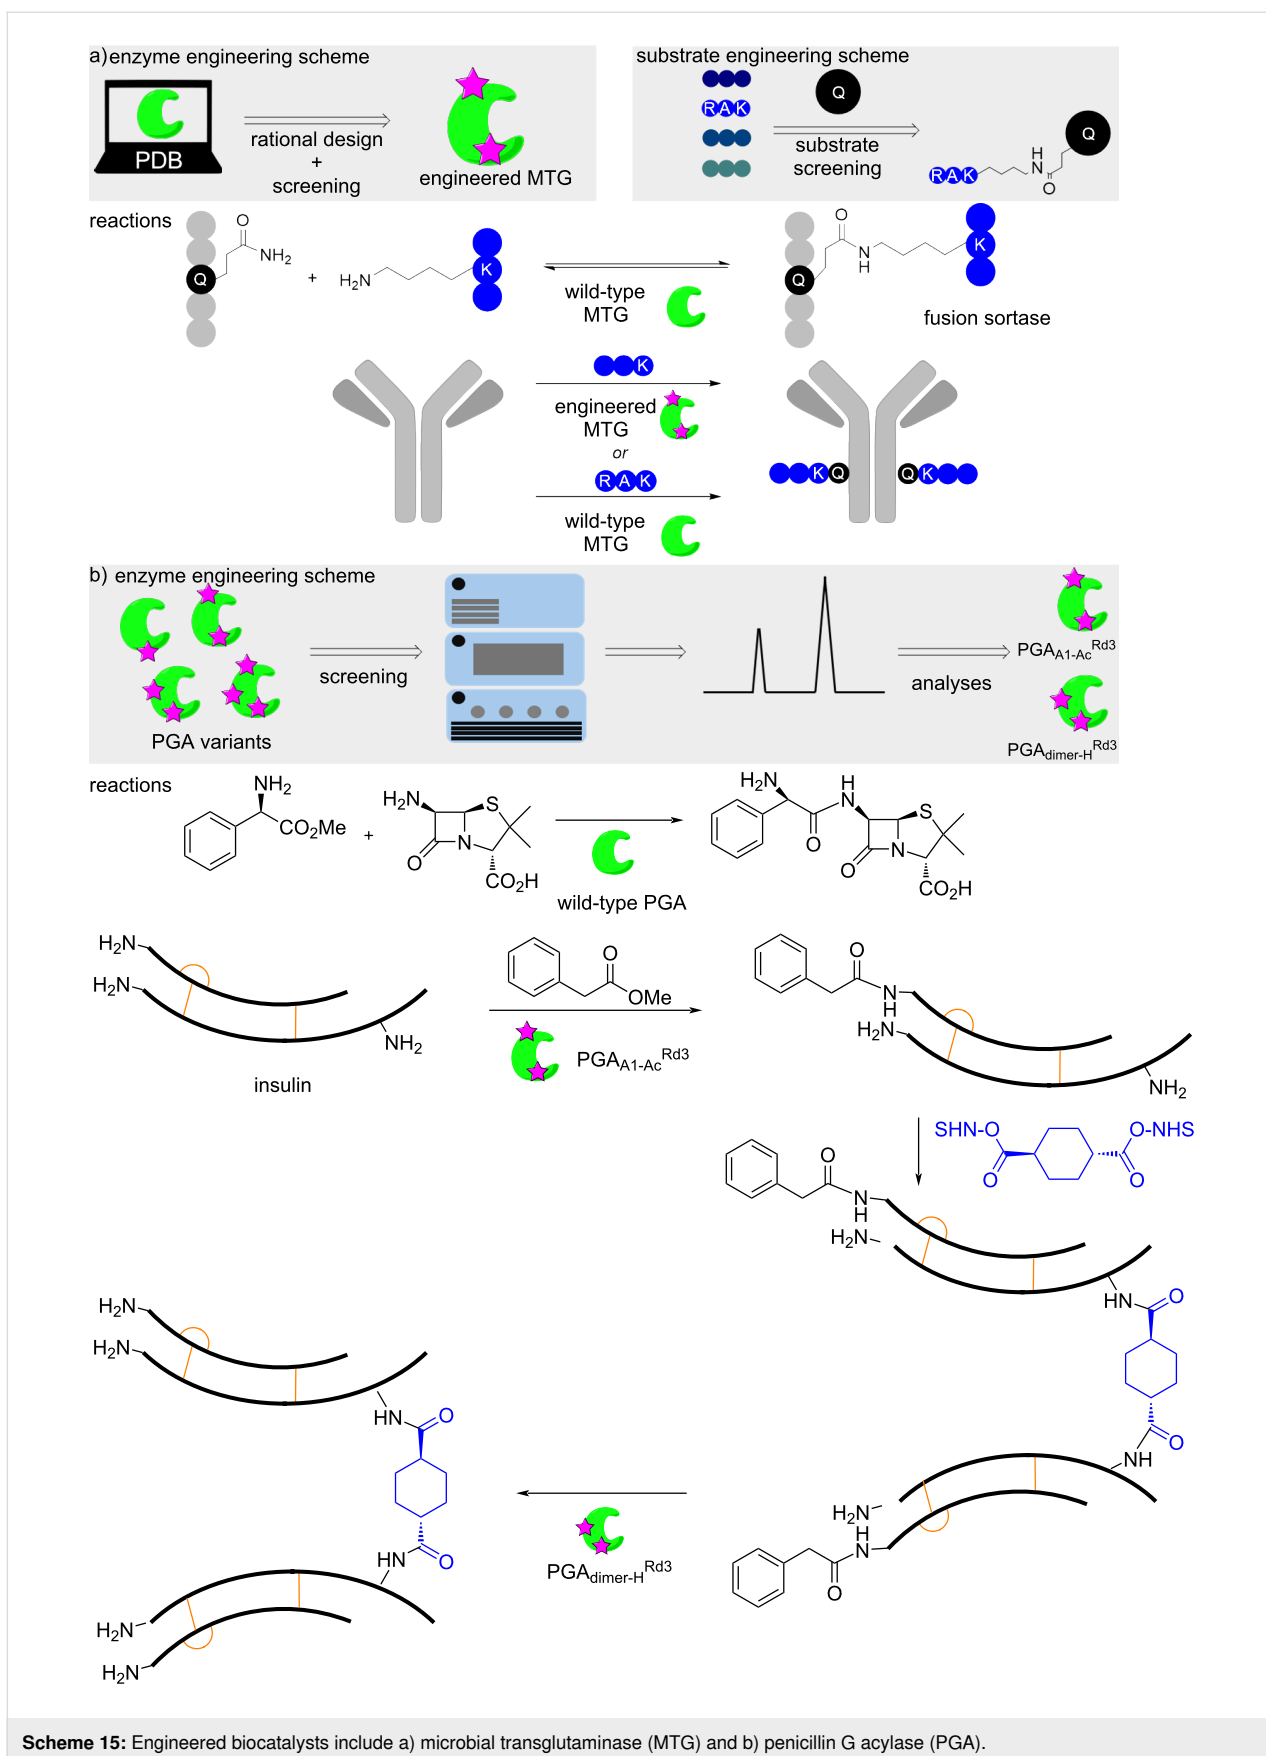 a) enzyme engineering scheme
substrate engineering scheme
PDB
rational design
+
screening
engineered MTG
RAK
Q
substrate
screening
RAK
H
N
O
Q
reactions
O
NH2
Q
+
H2N
K
wild-type
MTG
O
N
H
Q
K
fusion sortase
K
engineered
MTG
or
RAK
wild-type
MTG
KQ
QK
b) enzyme engineering scheme
PGA variants
screening
analyses
PGAA1-AcRd3
PGAdimer-HRd3
reactions
NH2
CO2Me
+
H2N
S
N
O
CO2H
wild-type PGA
H2N
H
N
O
S
N
O
CO2H
H2N
H2N
NH2
insulin
O
OMe
PGAA1-AcRd3
O
N
H
H2N
NH2
SHN-O
O
O-NHS
O
O
N
H
H2N
HN
O
O
NH
H2N
H
N
O
PGAdimer-HRd3
H2N
H2N
HN
O
HN
O
H2N
H2N
Scheme 15: Engineered biocatalysts include a) microbial transglutaminase (MTG) and b) penicillin G acylase (PGA).